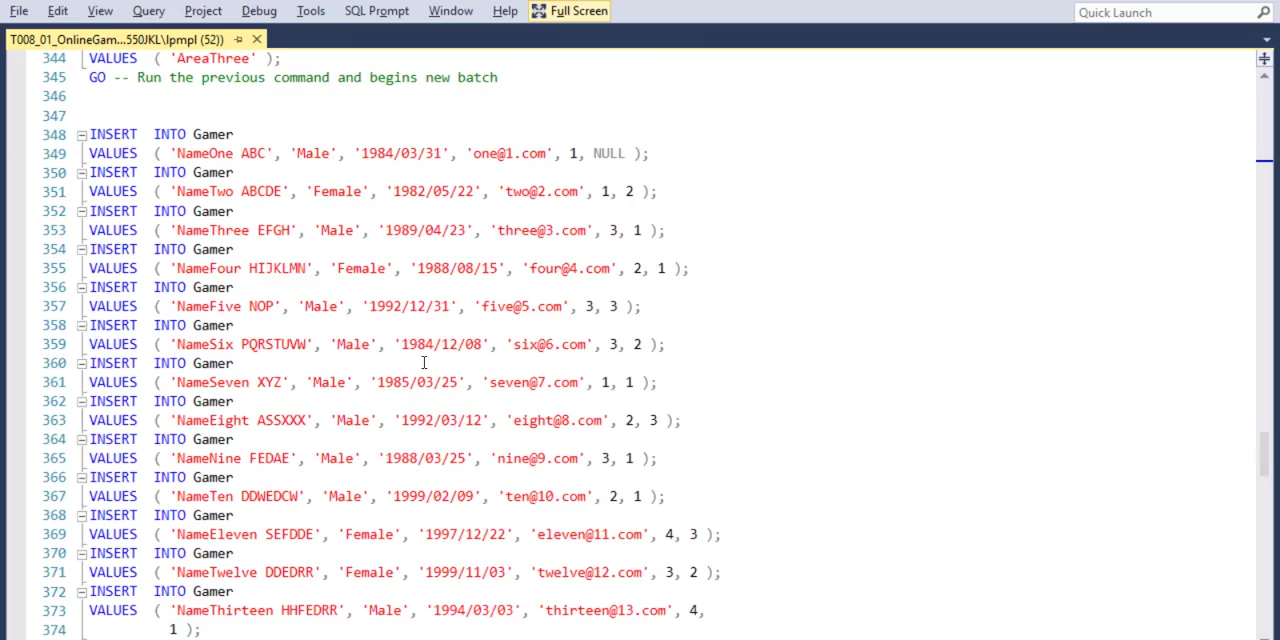 File Edit View Query Project Debug Tools SQL Prompt Window Help Full Screen Quick Launch
T008_01_OnlineGam...550JKL\lpmpl (52))
344 VALUES ( 'AreaThree' );
345 GO -- Run the previous command and begins new batch
346
347
348 INSERT INTO Gamer
349 VALUES ( 'NameOne ABC', 'Male', '1984/03/31', 'one@1.com', 1, NULL );
350 INSERT INTO Gamer
351 VALUES ( 'NameTwo ABCDE', 'Female', '1982/05/22', 'two@2.com', 1, 2 );
352 INSERT INTO Gamer
353 VALUES ( 'NameThree EFGH', 'Male', '1989/04/23', 'three@3.com', 3, 1 );
354 INSERT INTO Gamer
355 VALUES ( 'NameFour HIJKLMN', 'Female', '1988/08/15', 'four@4.com', 2, 1 );
356 INSERT INTO Gamer
357 VALUES ( 'NameFive NOP', 'Male', '1992/12/31', 'five@5.com', 3, 3 );
358 INSERT INTO Gamer
359 VALUES ( 'NameSix PQRSTUVW', 'Male', '1984/12/08', 'six@6.com', 3, 2 );
360 INSERT INTO Gamer
361 VALUES ( 'NameSeven XYZ', 'Male', '1985/03/25', 'seven@7.com', 1, 1 );
362 INSERT INTO Gamer
363 VALUES ( 'NameEight ASSXXX', 'Male', '1992/03/12', 'eight@8.com', 2, 3 );
364 INSERT INTO Gamer
365 VALUES ( 'NameNine FEDAE', 'Male', '1988/03/25', 'nine@9.com', 3, 1 );
366 INSERT INTO Gamer
367 VALUES ( 'NameTen DDWEDCW', 'Male', '1999/02/09', 'ten@10.com', 2, 1 );
368 INSERT INTO Gamer
369 VALUES ( 'NameEleven SEFDDE', 'Female', '1997/12/22', 'eleven@11.com', 4, 3 );
370 INSERT INTO Gamer
371 VALUES ( 'NameTwelve DDEDRR', 'Female', '1999/11/03', 'twelve@12.com', 3, 2 );
372 INSERT INTO Gamer
373 VALUES ( 'NameThirteen HHFEDRR', 'Male', '1994/03/03', 'thirteen@13.com', 4,
374 1 );